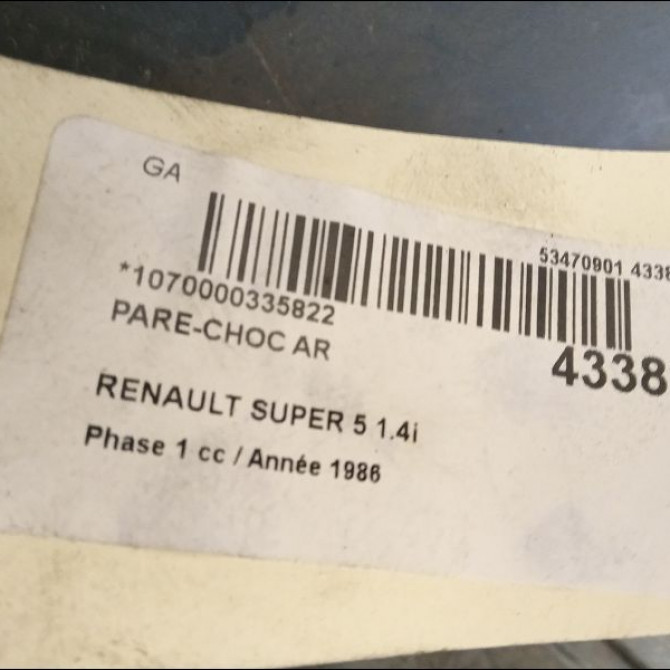 GA
53470901 4338
*1070000335822
PARE-CHOC AR
4338
RENAULT SUPER 5 1.4i
Phase 1 cc / Année 1986